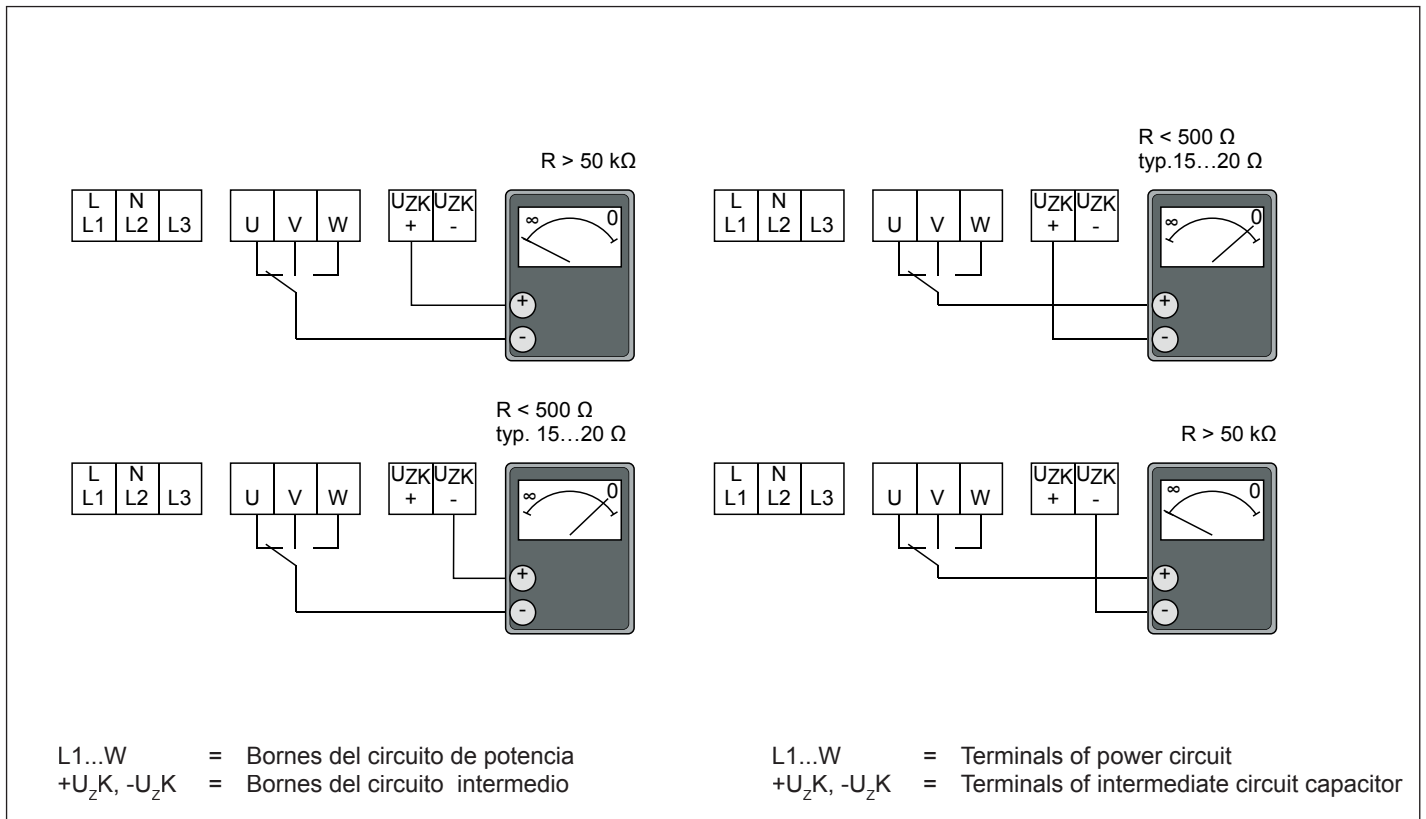 R > 50 kΩ
L N
L1 L2 L3
U V W
UZK UZK
+ -
∞ 0
+
-
R < 500 Ω
typ.15…20 Ω
L N
L1 L2 L3
U V W
UZK UZK
+ -
∞ 0
+
-
R < 500 Ω
typ. 15…20 Ω
L N
L1 L2 L3
U V W
UZK UZK
+ -
∞ 0
+
-
R > 50 kΩ
L N
L1 L2 L3
U V W
UZK UZK
+ -
∞ 0
+
-
L1...W = Bornes del circuito de potencia
+UZK, -UZK = Bornes del circuito intermedio
L1...W = Terminals of power circuit
+UZK, -UZK = Terminals of intermediate circuit capacitor